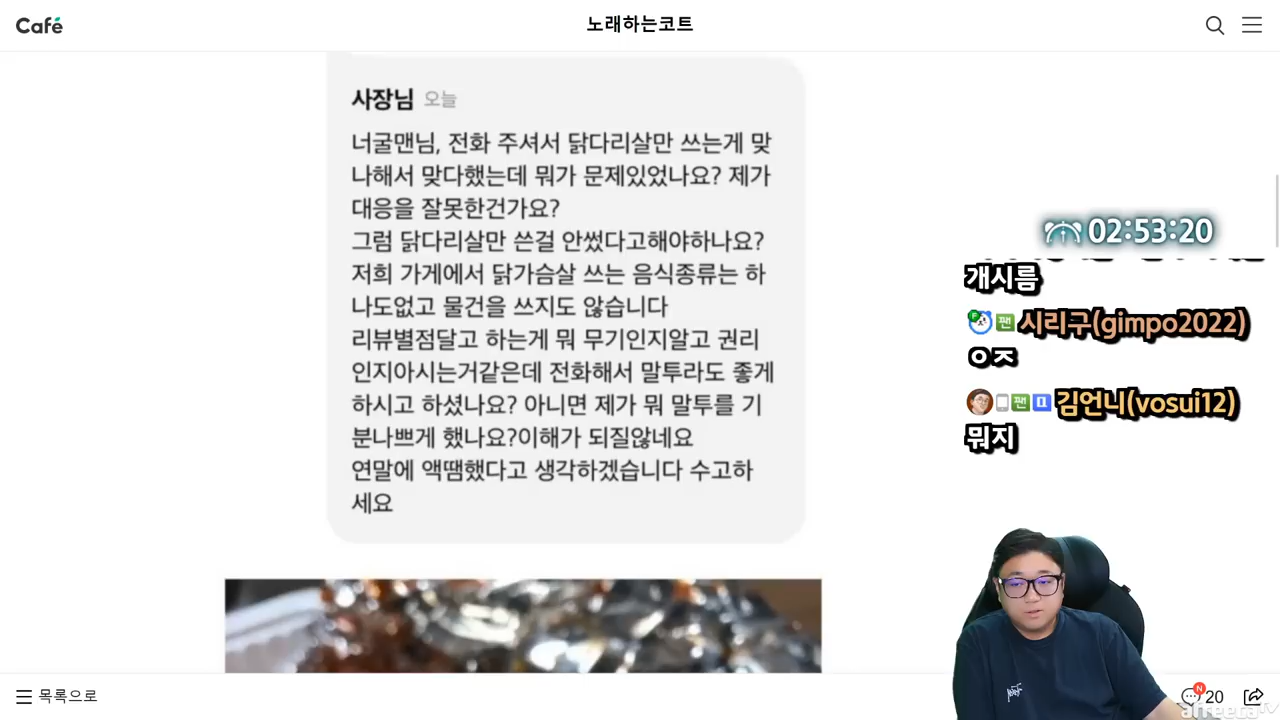 Café
노래하는코트
사장님 오늘
너굴맨님, 전화 주셔서 닭다리살만 쓰는게 맞
나해서 맞다했는데 뭐가 문제있었나요? 제가
대응을 잘못한건가요?
그럼 닭다리살만 쓴걸 안썼다고해야하나요?
저희 가게에서 닭가슴살 쓰는 음식종류는 하
나도없고 물건을 쓰지도 않습니다
리뷰별점달고 하는게 뭐 무기인지알고 권리
인지아시는거같은데 전화해서 말투라도 좋게
하시고 하셨나요? 아니면 제가 뭐 말투를 기
분나쁘게 했나요?이해가 되질않네요
연말에 액땜했다고 생각하겠습니다 수고하
세요
02:53:20
개시름
F 팬 시리구(gimpo2022)
ㅇㅈ
팬 김언니(vosui12)
뭐지
목록으로
N 20
afreecaTV